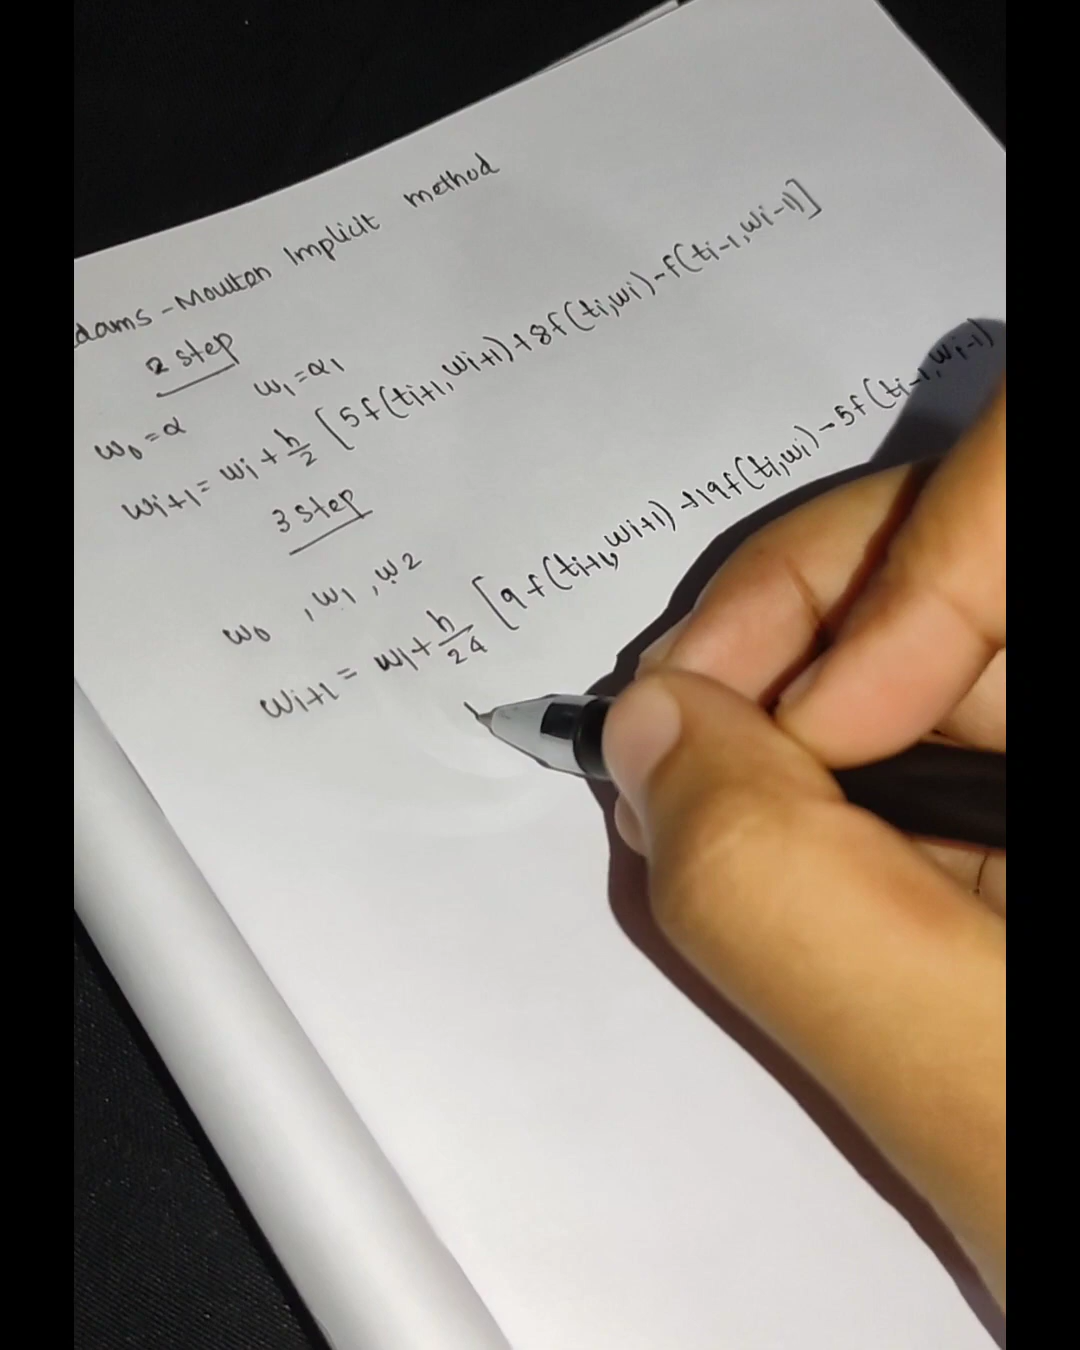 dams - Moulton Implicit method
2 step
w0 = α w1 = α1
wi+1 = wi + h/2 [5f(ti+1, wi+1) + 8f(ti, wi) - f(ti-1, wi-1)]
3 step
w0 , w1 , w2
wi+1 = w1 + h/24 [9f(ti+1, wi+1) + 19f(ti, wi) - 5f(ti-1, wi-1)